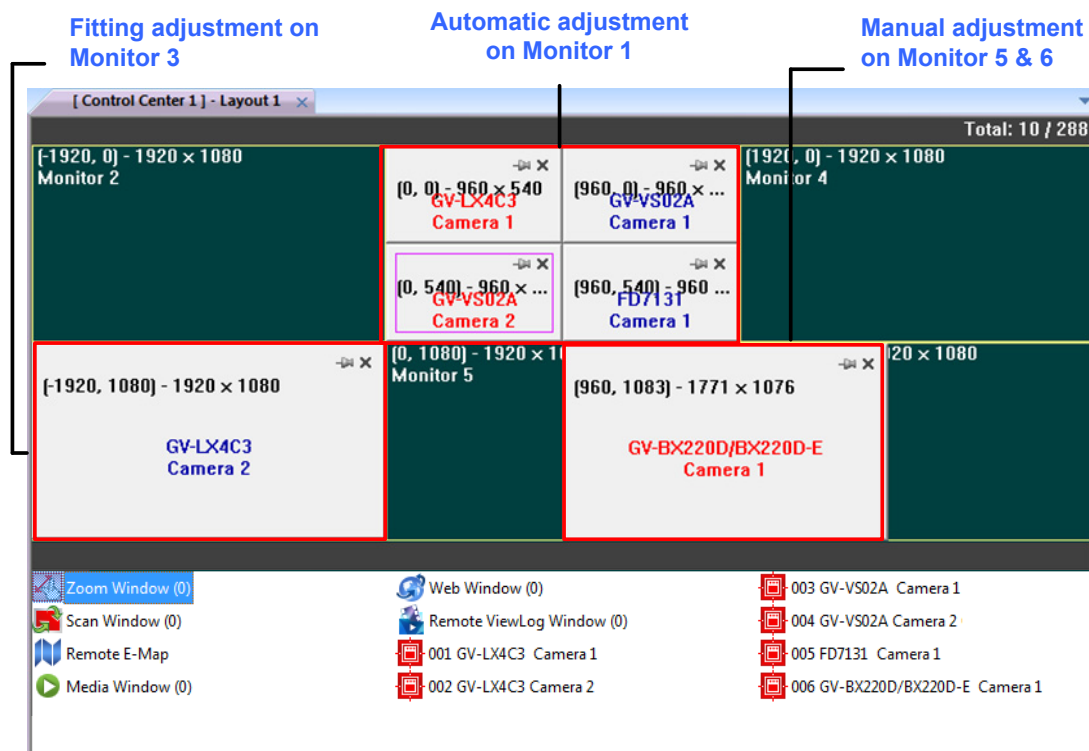 Fitting adjustment on
Monitor 3
Automatic adjustment
on Monitor 1
Manual adjustment
on Monitor 5 & 6
[ Control Center 1 ] - Layout 1
Total: 10 / 288
(-1920, 0) - 1920 × 1080
Monitor 2
(0, 0) - 960 × 540
GV-LX4C3
Camera 1
(960, 0) - 960 × ...
GV-VS02A
Camera 1
(1920, 0) - 1920 × 1080
Monitor 4
(0, 540) - 960 × ...
GV-VS02A
Camera 2
(960, 540) - 960 ...
FD7131
Camera 1
(-1920, 1080) - 1920 × 1080
GV-LX4C3
Camera 2
(0, 1080) - 1920 × 1
Monitor 5
(960, 1083) - 1771 × 1076
GV-BX220D/BX220D-E
Camera 1
20 × 1080
Zoom Window (0)
Web Window (0)
003 GV-VS02A Camera 1
Scan Window (0)
Remote ViewLog Window (0)
004 GV-VS02A Camera 2
Remote E-Map
001 GV-LX4C3 Camera 1
005 FD7131 Camera 1
Media Window (0)
002 GV-LX4C3 Camera 2
006 GV-BX220D/BX220D-E Camera 1